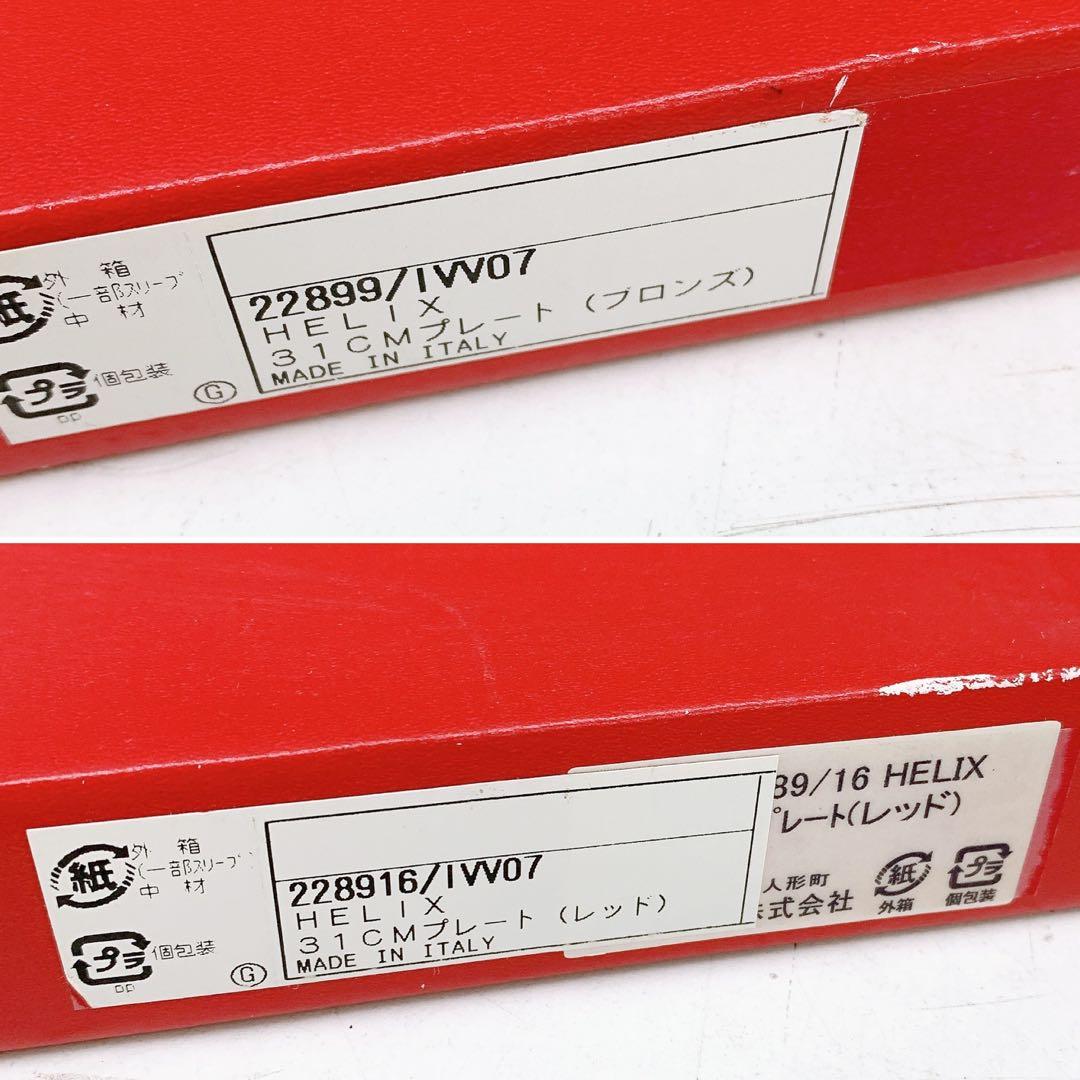 紙
外箱
(一部スリーブ
中材
プラ
個包装
PP
G
22899/IVV07
HELIX
31CMプレート(ブロンズ)
MADE IN ITALY
紙
外箱
(一部スリーブ)
中材
プラ
個包装
PP
G
228916/IVV07
HELIX
31CMプレート(レッド)
MADE IN ITALY
89/16 HELIX
プレート(レッド)
人形町
株式会社
紙
外箱
プラ
個包装